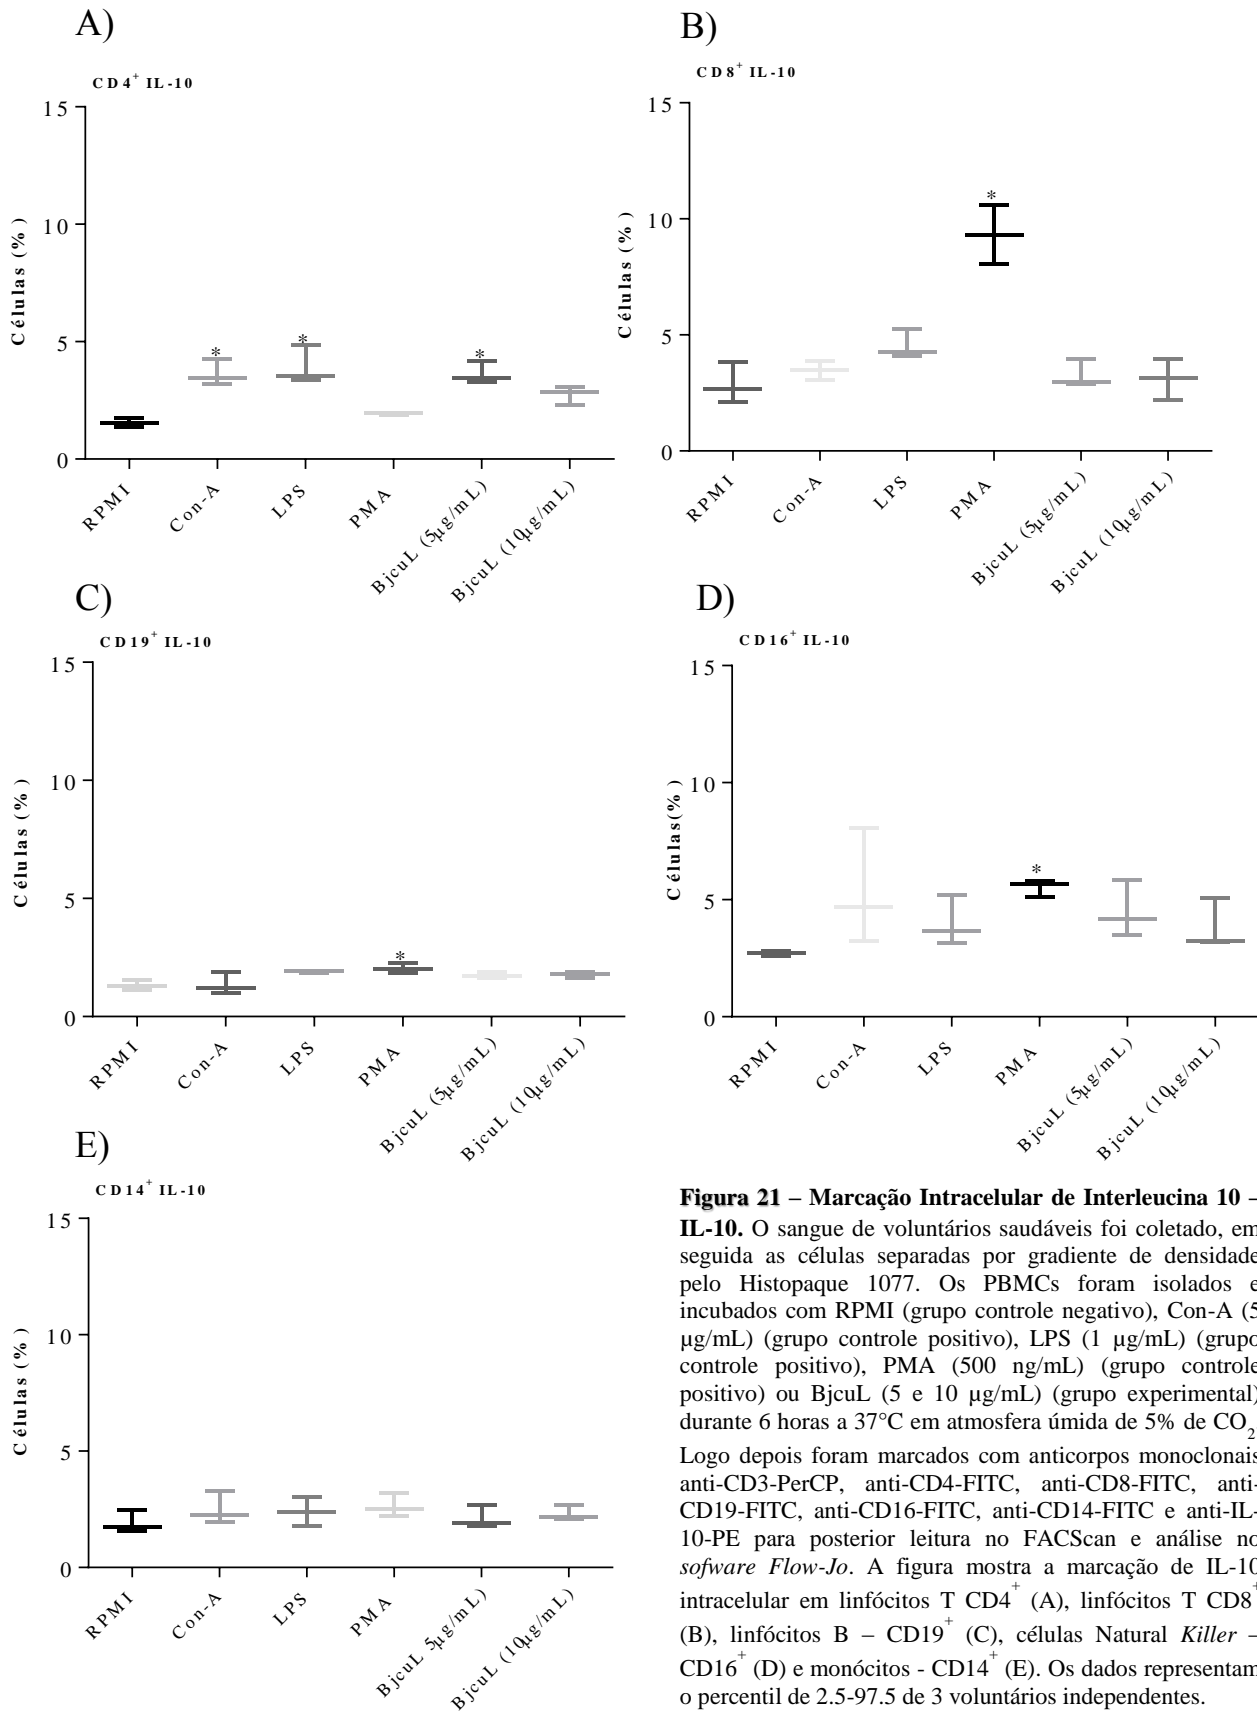 A)
CD4+ IL-10
15
10
5
0
Células (%)
RPMI
Con-A
LPS
PMA
BjcuL (5µg/mL)
BjcuL (10µg/mL)
B)
CD8+ IL-10
15
10
5
0
Células (%)
RPMI
Con-A
LPS
PMA
BjcuL (5µg/mL)
BjcuL (10µg/mL)
*
*
*
*
C)
CD19+ IL-10
15
10
5
0
Células (%)
*
RPMI
Con-A
LPS
PMA
BjcuL (5µg/mL)
BjcuL (10µg/mL)
D)
CD16+ IL-10
15
10
5
0
Células(%)
*
RPMI
Con-A
LPS
PMA
BjcuL (5µg/mL)
BjcuL (10µg/mL)
E)
CD14+ IL-10
15
10
5
0
Células (%)
RPMI
Con-A
LPS
PMA
BjcuL 5µg/mL)
BjcuL (10µg/mL)
Figura 21 – Marcação Intracelular de Interleucina 10 –
IL-10. O sangue de voluntários saudáveis foi coletado, em
seguida as células separadas por gradiente de densidade
pelo Histopaque 1077. Os PBMCs foram isolados e
incubados com RPMI (grupo controle negativo), Con-A (5
µg/mL) (grupo controle positivo), LPS (1 µg/mL) (grupo
controle positivo), PMA (500 ng/mL) (grupo controle
positivo) ou BjcuL (5 e 10 µg/mL) (grupo experimental)
durante 6 horas a 37°C em atmosfera úmida de 5% de CO2
Logo depois foram marcados com anticorpos monoclonais
anti-CD3-PerCP, anti-CD4-FITC, anti-CD8-FITC, anti-
CD19-FITC, anti-CD16-FITC, anti-CD14-FITC e anti-IL-
10-PE para posterior leitura no FACScan e análise no
sofware Flow-Jo. A figura mostra a marcação de IL-10
intracelular em linfócitos T CD4+ (A), linfócitos T CD8+
(B), linfócitos B – CD19+ (C), células Natural Killer –
CD16+ (D) e monócitos - CD14+ (E). Os dados representam
o percentil de 2.5-97.5 de 3 voluntários independentes.